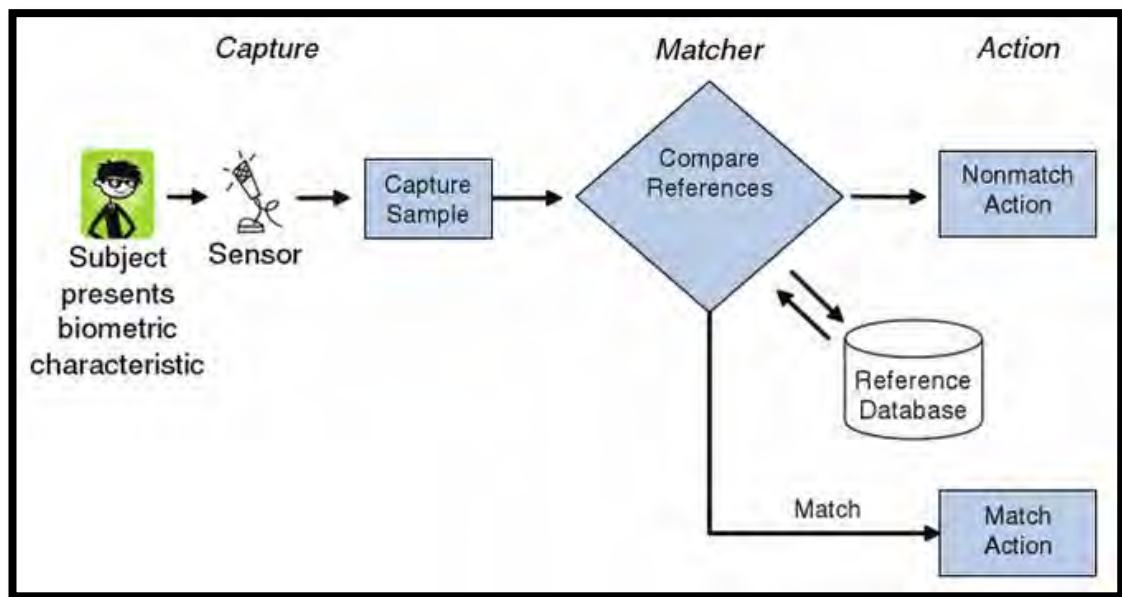 Capture
Matcher
Action
Subject
presents
biometric
characteristic
Sensor
Capture
Sample
Compare
References
Nonmatch
Action
Reference
Database
Match
Match
Action